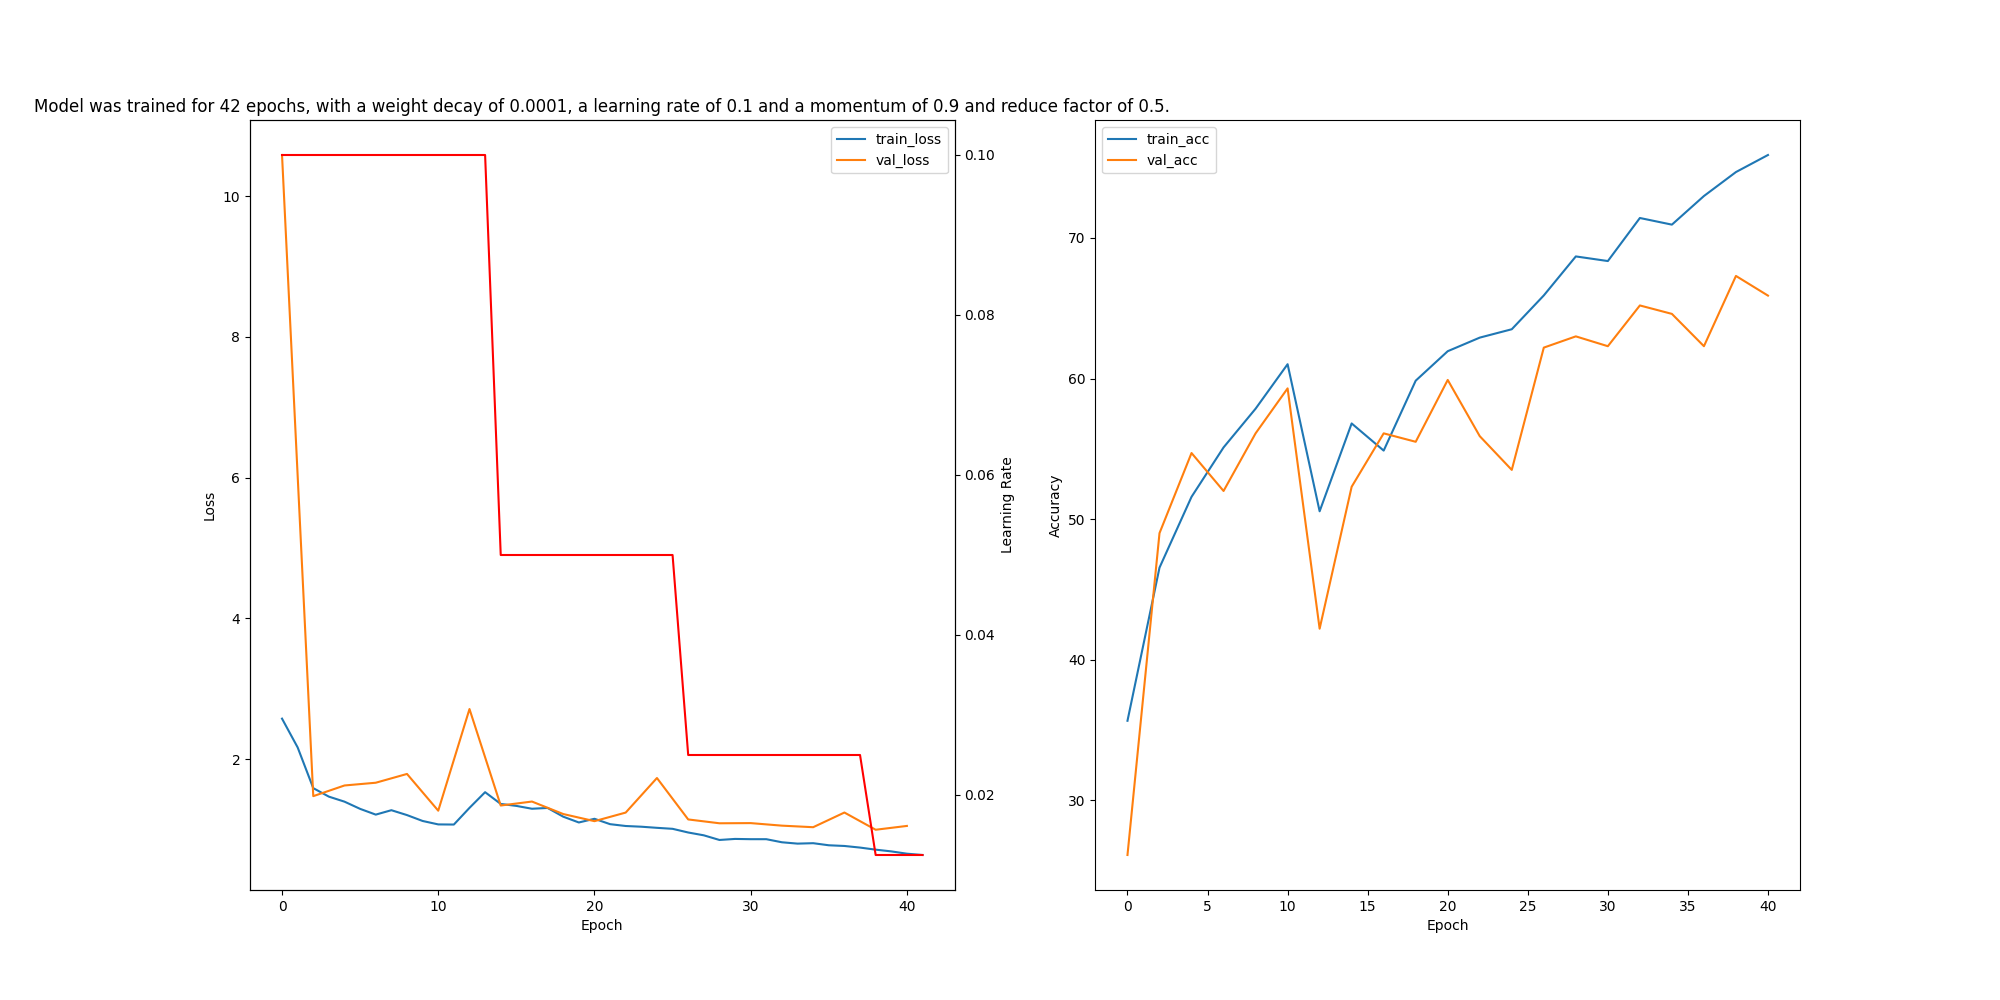 Model was trained for 42 epochs, with a weight decay of 0.0001, a learning rate of 0.1 and a momentum of 0.9 and reduce factor of 0.5.
train_loss
val_loss
10
8
6
4
2
Loss
0
10
20
30
40
Epoch
0.10
0.08
0.06
0.04
0.02
Learning Rate
train_acc
val_acc
70
60
50
40
30
Accuracy
0
5
10
15
20
25
30
35
40
Epoch